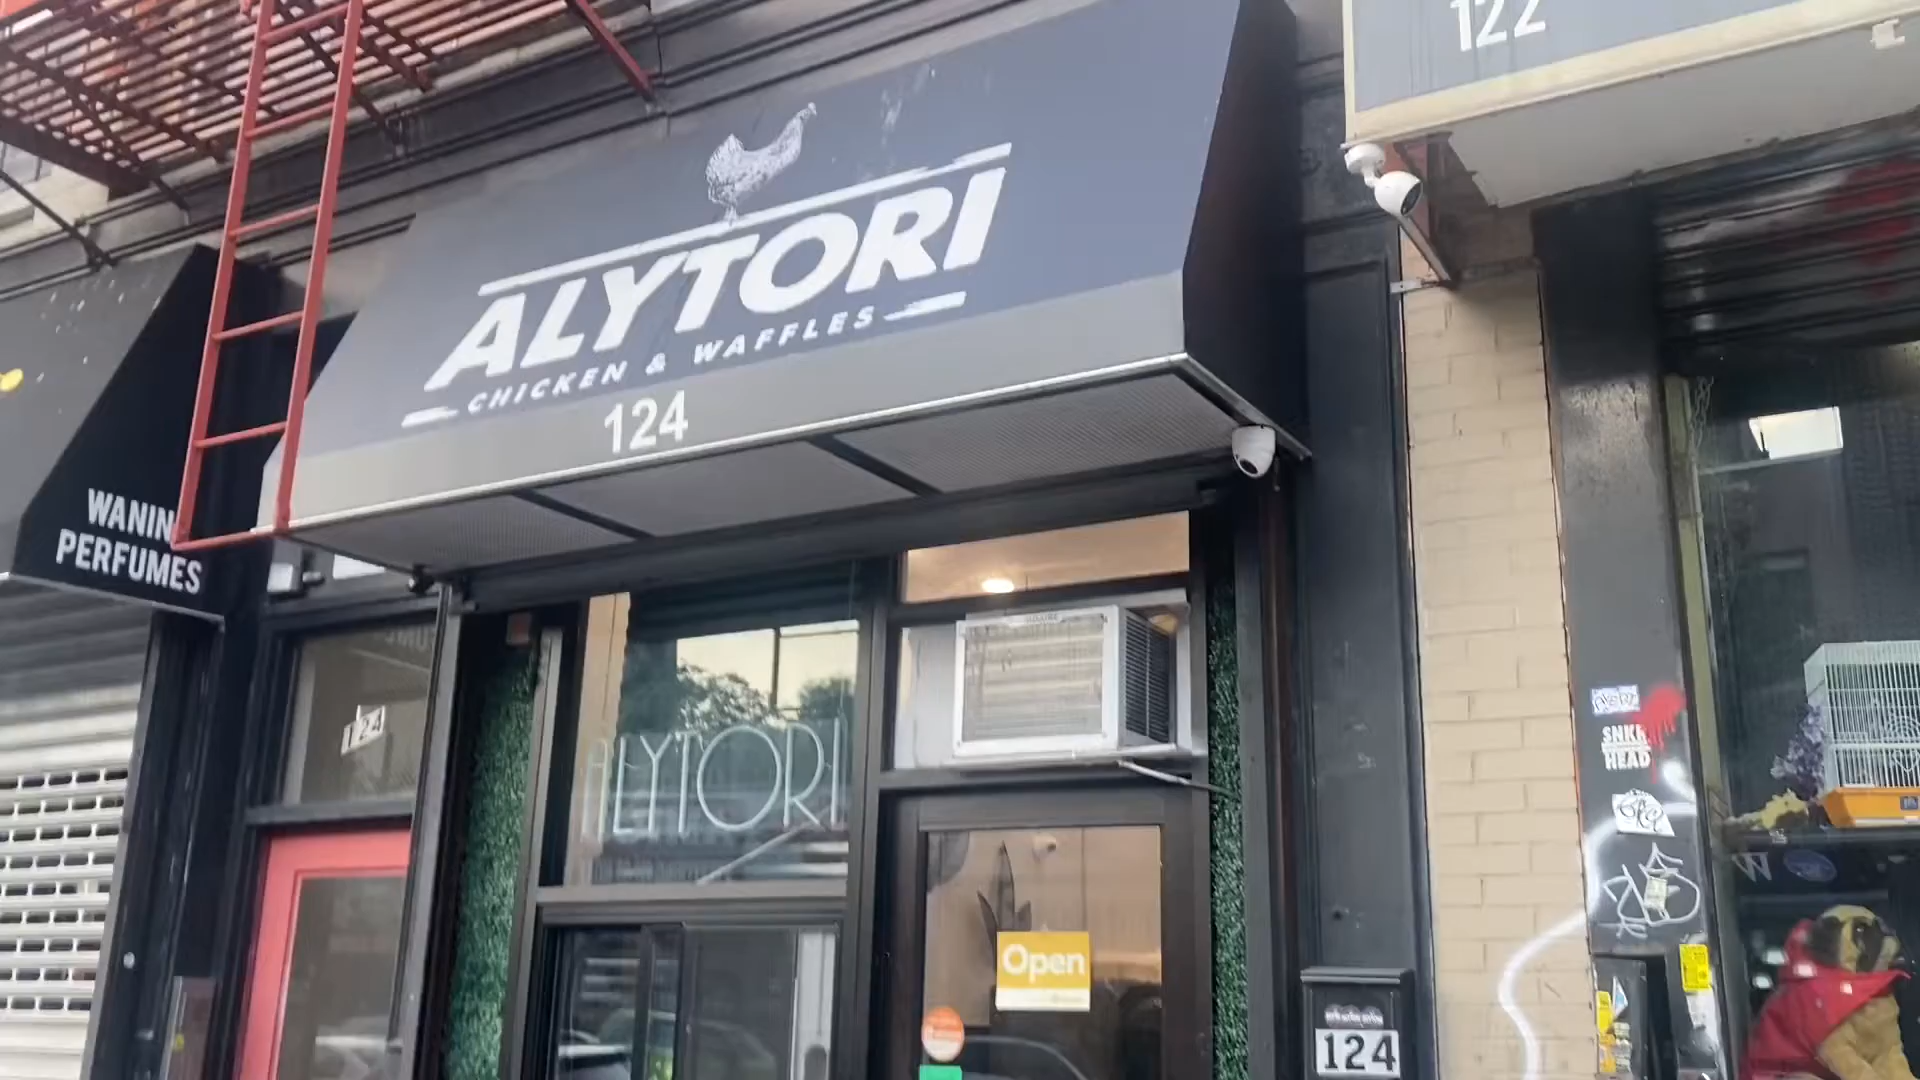 122
ALYTORI
CHICKEN & WAFFLES
124
WANIN
PERFUMES
124
ALYTORI
SNKR
HEAD
Open
124